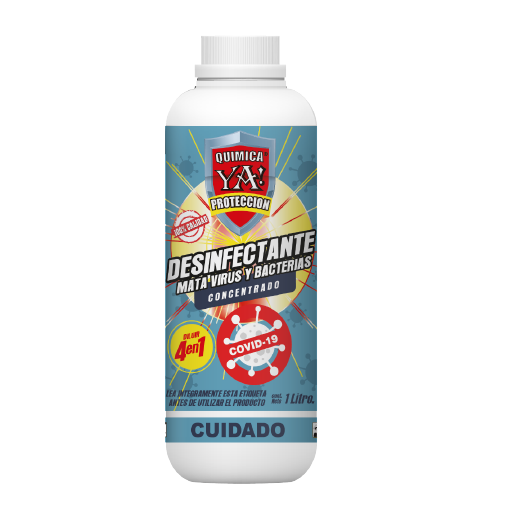 QUIMICA
YA!
PROTECCION
100% CALIDAD
DESINFECTANTE
MATA VIRUS Y BACTERIAS
CONCENTRADO
4en1
COVID-19
LEA INTEGRAMENTE ESTA ETIQUETA
ANTES DE UTILIZAR EL PRODUCTO
1 Litro.
CUIDADO